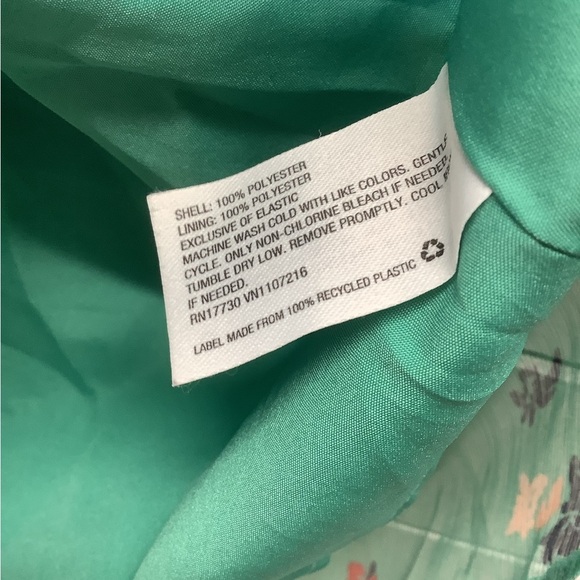 SHELL: 100% POLYESTER
LINING: 100% POLYESTER
EXCLUSIVE OF ELASTIC
MACHINE WASH COLD WITH LIKE COLORS. GENTLE
CYCLE. ONLY NON-CHLORINE BLEACH IF NEEDED.
TUMBLE DRY LOW. REMOVE PROMPTLY. COOL
IF NEEDED.
RN17730 VN1107216
LABEL MADE FROM 100% RECYCLED PLASTIC